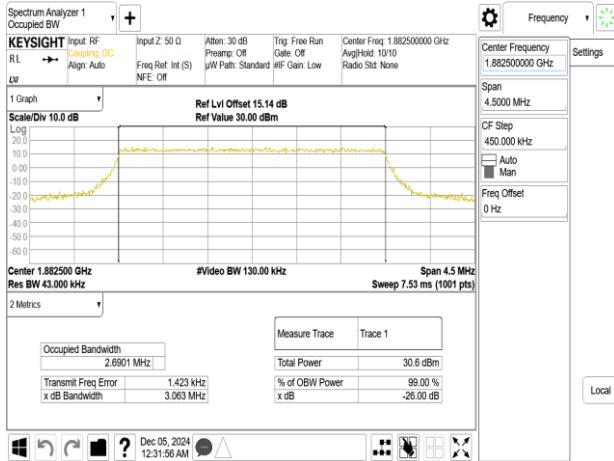 Spectrum Analyzer 1
Occupied BW
Frequency
KEYSIGHT
RL
Input: RF
Coupling: DC
Align: Auto
Input Z: 50 Ω
Freq Ref: Int (S)
NFE: Off
Atten: 30 dB
Preamp: Off
µW Path: Standard
Trig: Free Run
Gate: Off
#IF Gain: Low
Center Freq: 1.882500000 GHz
Avg|Hold: 10/10
Radio Std: None
Center Frequency
1.882500000 GHz
Settings
Span
4.5000 MHz
CF Step
450.000 kHz
Auto
Man
Freq Offset
0 Hz
Local
1 Graph
Scale/Div 10.0 dB
Ref Lvl Offset 15.14 dB
Ref Value 30.00 dBm
Log
20.0
10.0
0.00
-10.0
-20.0
-30.0
-40.0
-50.0
-60.0
Center 1.882500 GHz
Res BW 43.000 kHz
#Video BW 130.00 kHz
Span 4.5 MHz
Sweep 7.53 ms (1001 pts)
2 Metrics
Occupied Bandwidth
2.6901 MHz
Transmit Freq Error 1.423 kHz
x dB Bandwidth 3.063 MHz
Measure Trace Trace 1
Total Power 30.6 dBm
% of OBW Power 99.00 %
x dB -26.00 dB
Dec 05, 2024
12:31:56 AM